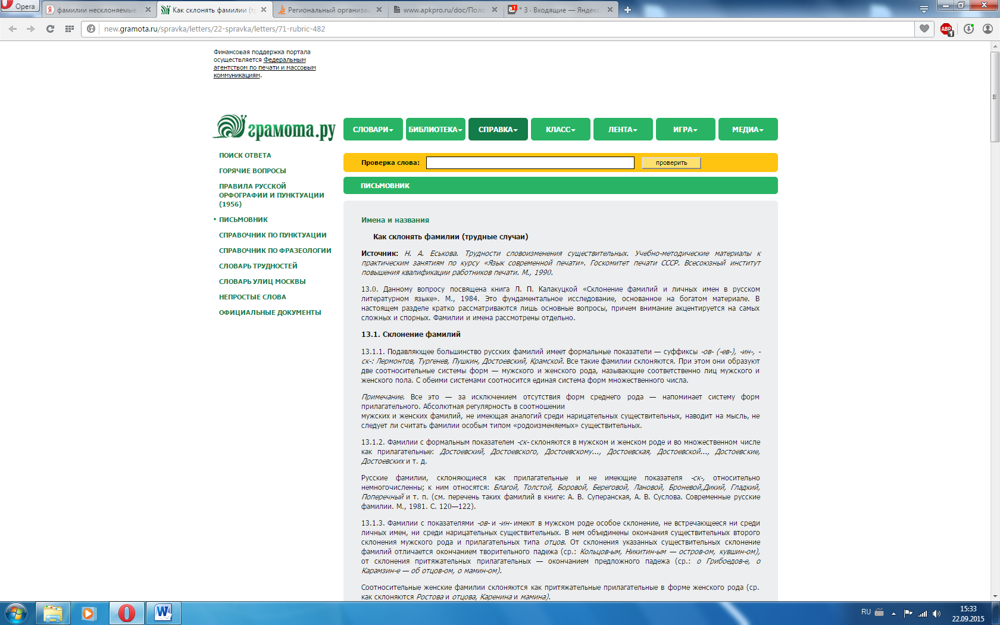 Opera
фамилии несклоняемые
Как склонять фамилии (т
Региональный организа
www.apkpro.ru/doc/Поло
* 3 · Входящие — Яндекс
new.gramota.ru/spravka/letters/22-spravka/letters/71-rubric-482
ABP
1
Финансовая поддержка портала
осуществляется Федеральным
агентством по печати и массовым
коммуникациям.
грамота.ру
СЛОВАРИ
БИБЛИОТЕКА
СПРАВКА
КЛАСС
ЛЕНТА
ИГРА
МЕДИА
ПОИСК ОТВЕТА
ГОРЯЧИЕ ВОПРОСЫ
ПРАВИЛА РУССКОЙ
ОРФОГРАФИИ И ПУНКТУАЦИИ
(1956)
ПИСЬМОВНИК
СПРАВОЧНИК ПО ПУНКТУАЦИИ
СПРАВОЧНИК ПО ФРАЗЕОЛОГИИ
СЛОВАРЬ ТРУДНОСТЕЙ
СЛОВАРЬ УЛИЦ МОСКВЫ
НЕПРОСТЫЕ СЛОВА
ОФИЦИАЛЬНЫЕ ДОКУМЕНТЫ
Проверка слова:
проверить
ПИСЬМОВНИК
Имена и названия
Как склонять фамилии (трудные случаи)
Источник: Н. А. Еськова. Трудности словоизменения существительных. Учебно-методические материалы к
практическим занятиям по курсу «Язык современной печати». Госкомитет печати СССР. Всесоюзный институт
повышения квалификации работников печати. М., 1990.
13.0. Данному вопросу посвящена книга Л. П. Калакуцкой «Склонение фамилий и личных имен в русском
литературном языке». М., 1984. Это фундаментальное исследование, основанное на богатом материале. В
настоящем разделе кратко рассматриваются лишь основные вопросы, причем внимание акцентируется на самых
сложных и спорных. Фамилии и имена рассмотрены отдельно.
13.1. Склонение фамилий
13.1.1. Подавляющее большинство русских фамилий имеет формальные показатели — суффиксы -ов- (-ев-), -ин-, -
ск-: Лермонтов, Тургенев, Пушкин, Достоевский, Крамской. Все такие фамилии склоняются. При этом они образуют
две соотносительные системы форм — мужского и женского рода, называющие соответственно лиц мужского и
женского пола. С обеими системами соотносится единая система форм множественного числа.
Примечание. Все это — за исключением отсутствия форм среднего рода — напоминает систему форм
прилагательного. Абсолютная регулярность в соотношении
мужских и женских фамилий, не имеющая аналогий среди нарицательных существительных, наводит на мысль, не
следует ли считать фамилии особым типом «родоизменяемых» существительных.
13.1.2. Фамилии с формальным показателем -ск- склоняются в мужском и женском роде и во множественном числе
как прилагательные: Достоевский, Достоевского, Достоевскому..., Достоевская, Достоевской..., Достоевские,
Достоевских и т. д.
Русские фамилии, склоняющиеся как прилагательные и не имеющие показателя -ск-, относительно
немногочисленны; к ним относятся: Благой, Толстой, Боровой, Береговой, Лановой, Броневой,Дикий, Гладкий,
Поперечный и т. п. (см. перечень таких фамилий в книге: А. В. Суперанская, А. В. Суслова. Современные русские
фамилии. М., 1981. С. 120—122).
13.1.3. Фамилии с показателями -ов- и -ин- имеют в мужском роде особое склонение, не встречающееся ни среди
личных имен, ни среди нарицательных существительных. В нем объединены окончания существительных второго
склонения мужского рода и прилагательных типа отцов. От склонения указанных существительных склонение
фамилий отличается окончанием творительного падежа (ср.: Кольцов-ым, Никитин-ым — остров-ом, кувшин-ом),
от склонения притяжательных прилагательных — окончанием предложного падежа (ср.: о Грибоедов-е, о
Карамзин-е — об отцов-ом, о мамин-ом).
Соотносительные женские фамилии склоняются как притяжательные прилагательные в форме женского рода (ср.
как склоняются Ростова и отцова, Каренина и мамина).
RU
15:33
22.09.2015